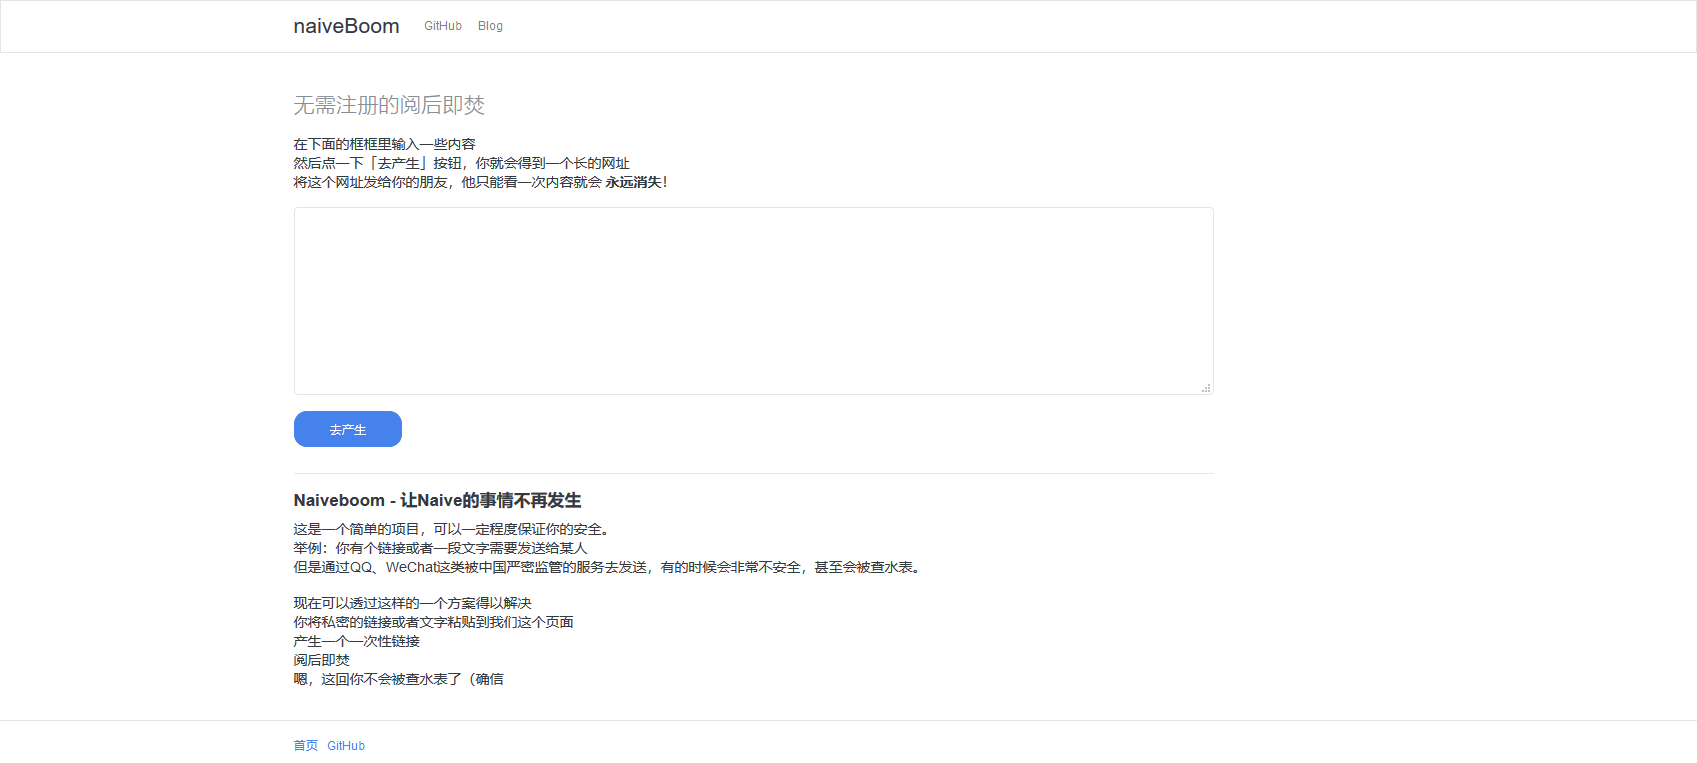 naiveBoom GitHub Blog
无需注册的阅后即焚
在下面的框框里输入一些内容
然后点一下「去产生」按钮，你就会得到一个长的网址
将这个网址发给你的朋友，他只能看一次内容就会 永远消失！
去产生
Naiveboom - 让Naive的事情不再发生
这是一个简单的项目，可以一定程度保证你的安全。
举例：你有个链接或者一段文字需要发送给某人
但是通过QQ、WeChat这类被中国严密监管的服务去发送，有的时候会非常不安全，甚至会被查水表。
现在可以透过这样的一个方案得以解决
你将私密的链接或者文字粘贴到我们这个页面
产生一个一次性链接
阅后即焚
嗯，这回你不会被查水表了（确信
首页 GitHub